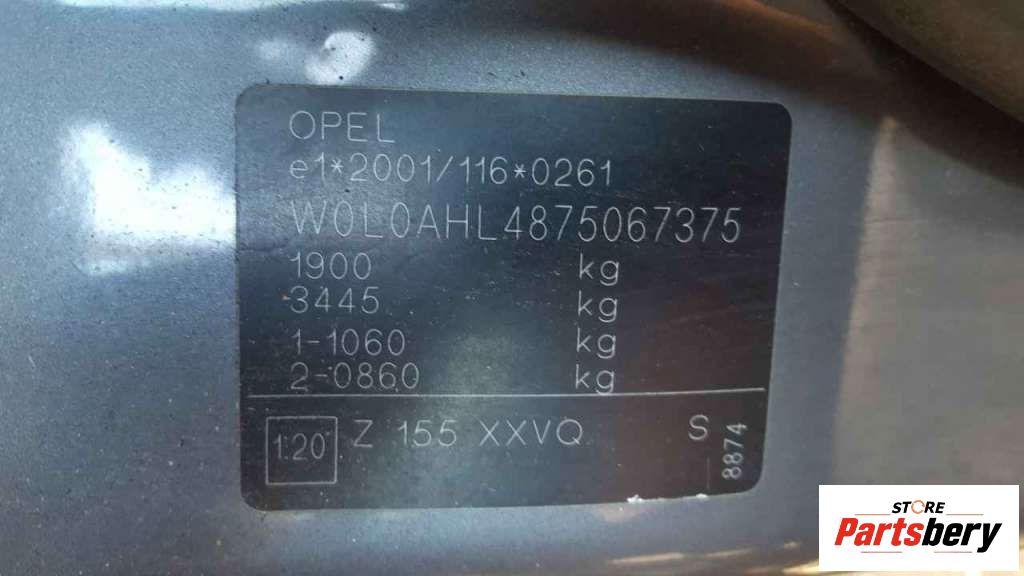 OPEL
e1*2001/116*0261
W0L0AHL4875067375
1900 kg
3445 kg
1-1060 kg
2-0860 kg
1.20 Z 155 XXVQ S 8874
STORE
Partsbery